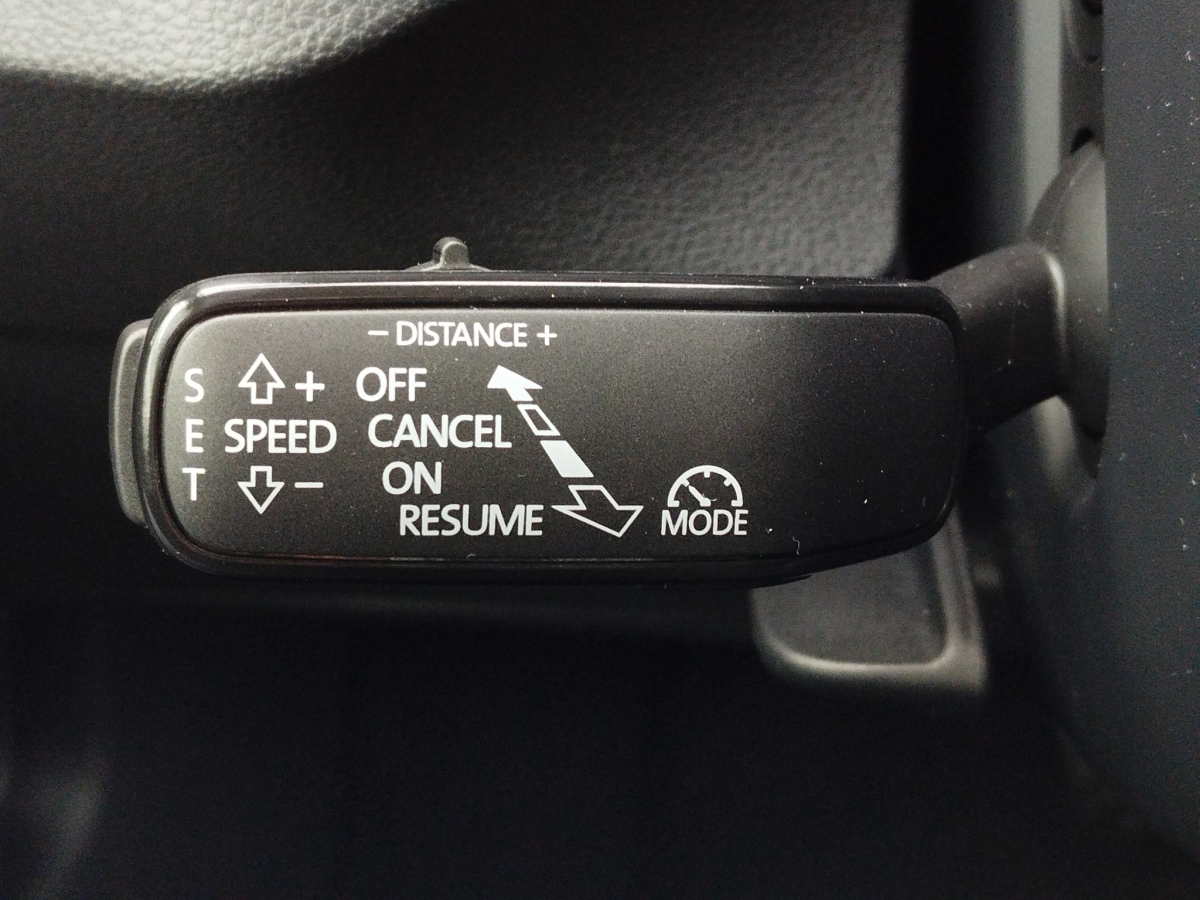 − DISTANCE +
S + OFF
E SPEED CANCEL
T − ON
RESUME MODE